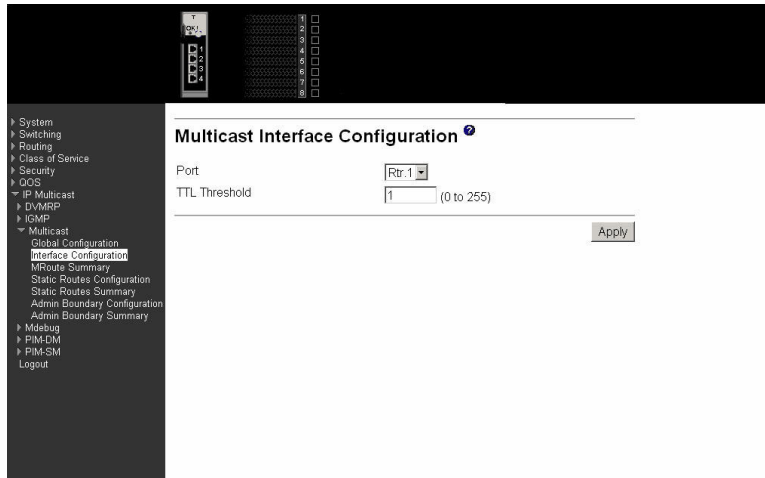 T
OK!
1
2
3
4
1
2
3
4
5
6
7
8
System
Switching
Routing
Class of Service
Security
QOS
IP Multicast
DVMRP
IGMP
Multicast
Global Configuration
Interface Configuration
MRoute Summary
Static Routes Configuration
Static Routes Summary
Admin Boundary Configuration
Admin Boundary Summary
Mdebug
PIM-DM
PIM-SM
Logout
Multicast Interface Configuration ?
Port Rtr.1
TTL Threshold 1 (0 to 255)
Apply